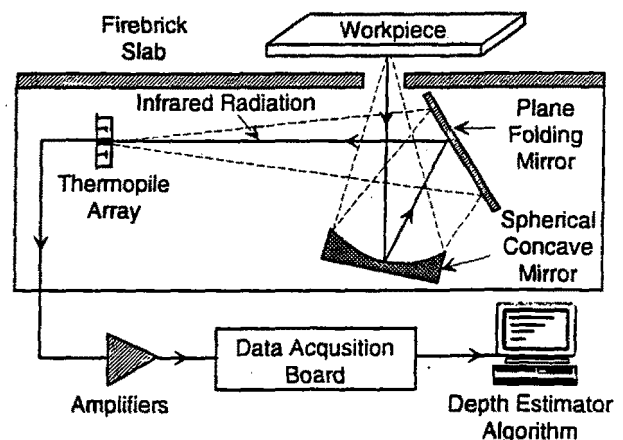 Firebrick
Slab
Workpiece
Infrared Radiation
Plane
Folding
Mirror
Thermopile
Array
Spherical
Concave
Mirror
Data Acqusition
Board
Amplifiers
Depth Estimator
Algorithm